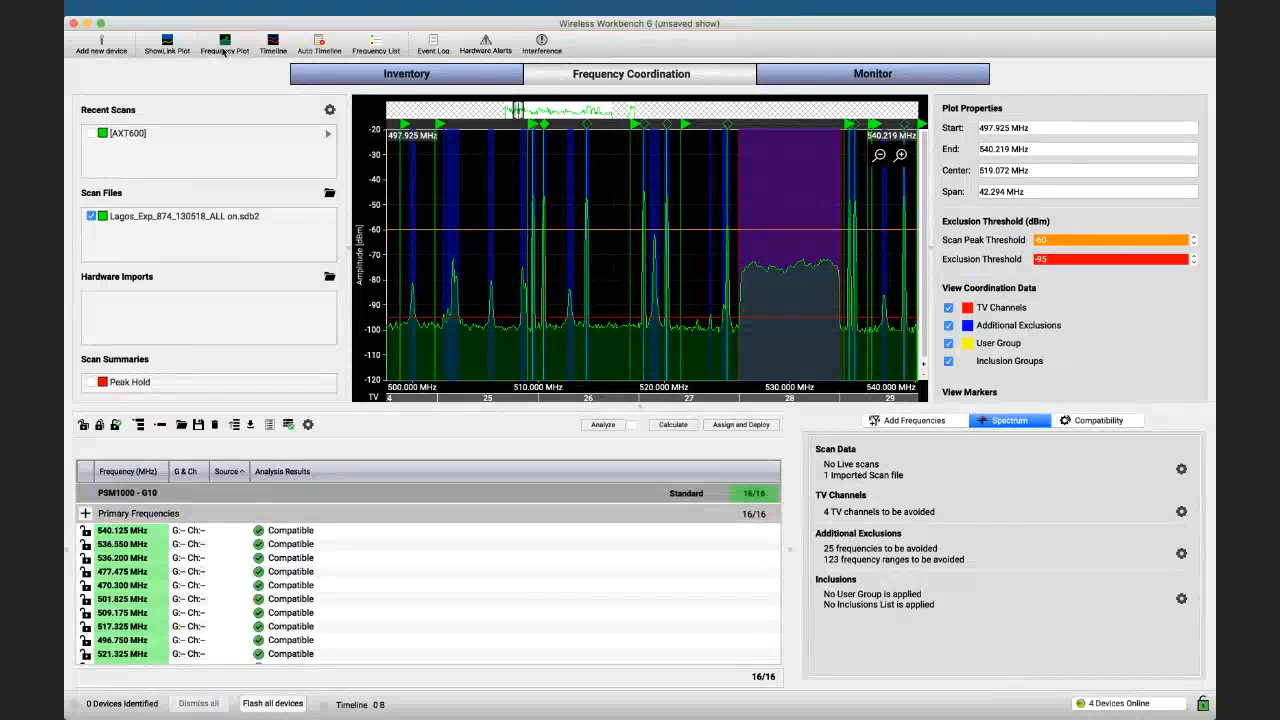 Wireless Workbench 6 (unsaved show)
Add new device
ShowLink Plot
Frequency Plot
Timeline
Auto Timeline
Frequency List
Event Log
Hardware Alerts
Interference
Inventory
Frequency Coordination
Monitor
Recent Scans
[AXT600]
Scan Files
Lagos_Exp_874_130518_ALL on.sdb2
Hardware Imports
Scan Summaries
Peak Hold
497.925 MHz
540.219 MHz
Amplitude [dBm]
-20
-30
-40
-50
-60
-70
-80
-90
-100
-110
-120
500.000 MHz
510.000 MHz
520.000 MHz
530.000 MHz
540.000 MHz
TV
4
25
26
27
28
29
Plot Properties
Start: 497.925 MHz
End: 540.219 MHz
Center: 519.072 MHz
Span: 42.294 MHz
Exclusion Threshold (dBm)
Scan Peak Threshold -60
Exclusion Threshold -95
View Coordination Data
TV Channels
Additional Exclusions
User Group
Inclusion Groups
View Markers
Analyze
Calculate
Assign and Deploy
Frequency (MHz) G & Ch Source Analysis Results
PSM1000 - G10 Standard 16/16
Primary Frequencies 16/16
540.125 MHz G:-- Ch:-- Compatible
536.550 MHz G:-- Ch:-- Compatible
536.200 MHz G:-- Ch:-- Compatible
477.475 MHz G:-- Ch:-- Compatible
470.300 MHz G:-- Ch:-- Compatible
501.825 MHz G:-- Ch:-- Compatible
509.175 MHz G:-- Ch:-- Compatible
517.325 MHz G:-- Ch:-- Compatible
496.750 MHz G:-- Ch:-- Compatible
521.325 MHz G:-- Ch:-- Compatible
16/16
Add Frequencies
Spectrum
Compatibility
Scan Data
No Live scans
1 Imported Scan file
TV Channels
4 TV channels to be avoided
Additional Exclusions
25 frequencies to be avoided
123 frequency ranges to be avoided
Inclusions
No User Group is applied
No Inclusions List is applied
0 Devices Identified
Dismiss all
Flash all devices
Timeline 0 B
4 Devices Online